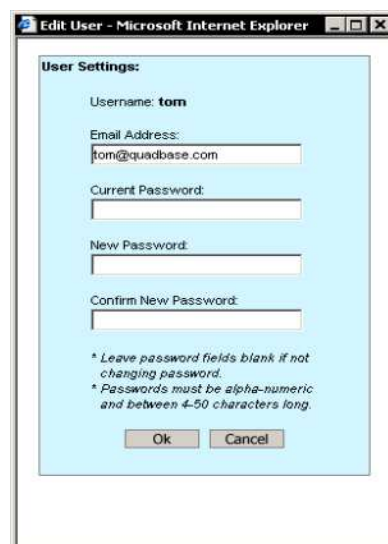 Edit User - Microsoft Internet Explorer
User Settings:
Username: tom
Email Address:
tom@quadbase.com
Current Password:
New Password:
Confirm New Password:
* Leave password fields blank if not
changing password.
* Passwords must be alpha-numeric
and between 4-50 characters long.
Ok Cancel